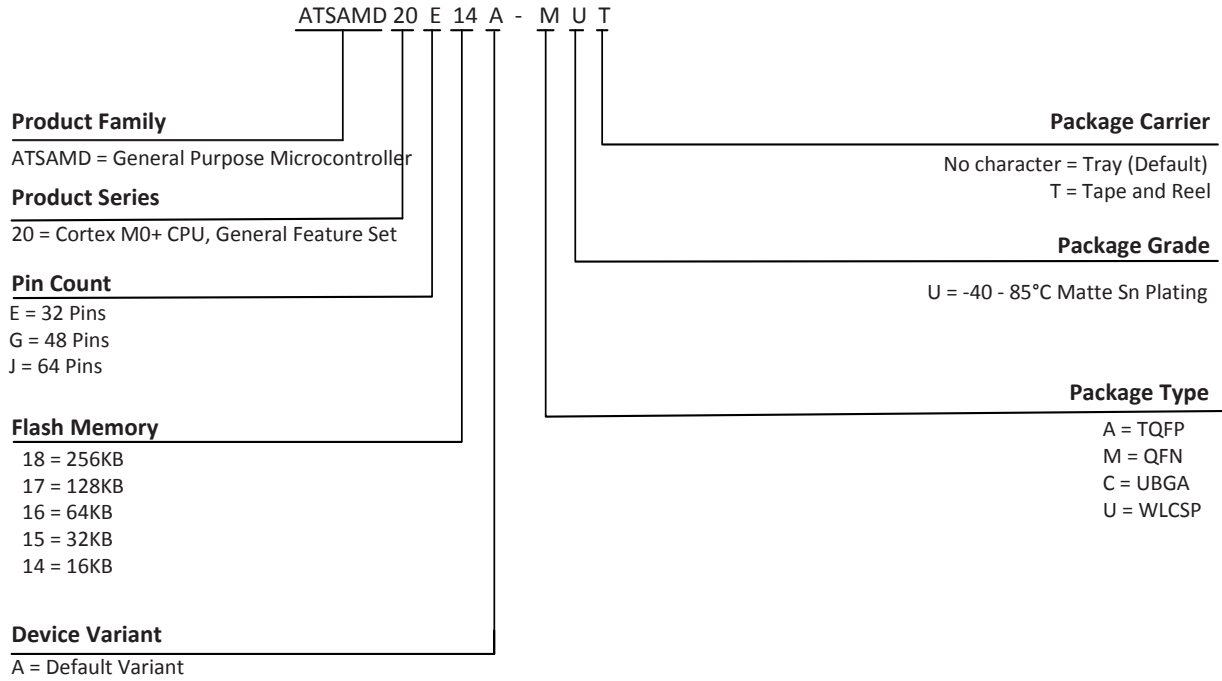 ATSAMD 20 E 14 A - M U T
Product Family
ATSAMD = General Purpose Microcontroller
Product Series
20 = Cortex M0+ CPU, General Feature Set
Pin Count
E = 32 Pins
G = 48 Pins
J = 64 Pins
Flash Memory
18 = 256KB
17 = 128KB
16 = 64KB
15 = 32KB
14 = 16KB
Device Variant
A = Default Variant
Package Carrier
No character = Tray (Default)
T = Tape and Reel
Package Grade
U = -40 - 85°C Matte Sn Plating
Package Type
A = TQFP
M = QFN
C = UBGA
U = WLCSP